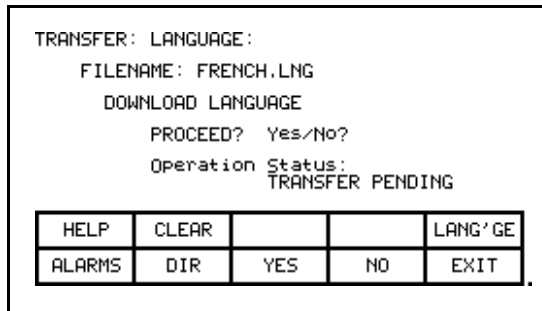 TRANSFER: LANGUAGE:
FILENAME: FRENCH.LNG
DOWNLOAD LANGUAGE
PROCEED? Yes/No?
Operation Status:
TRANSFER PENDING
HELP CLEAR LANG'GE
ALARMS DIR YES NO EXIT